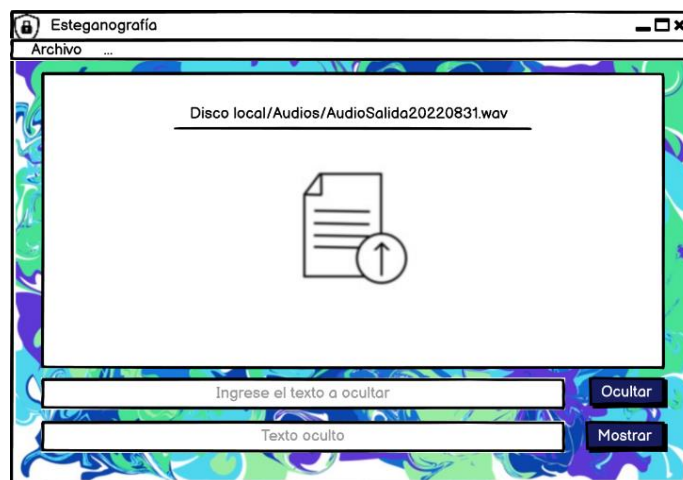 Esteganografía
Archivo ...
Disco local/Audios/AudioSalida20220831.wav
Ingrese el texto a ocultar
Ocultar
Texto oculto
Mostrar